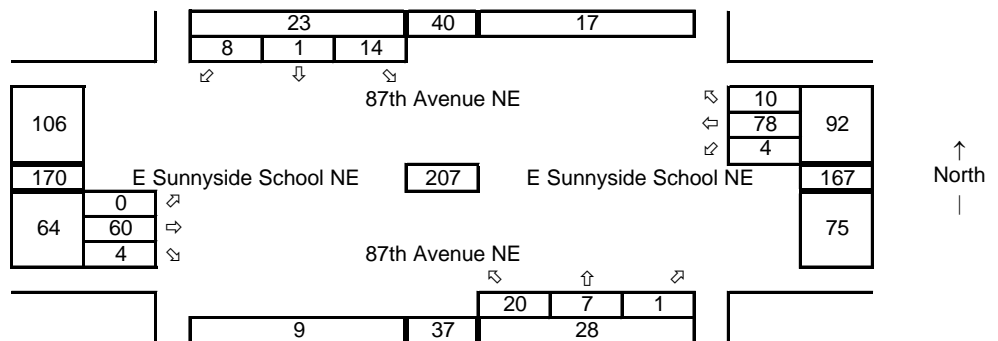 23 40 17
8 1 14
⬃ ⇩ ⬂
87th Avenue NE
⬁ 10
106 ⇦ 78 92
⬃ 4
↑
170 E Sunnyside School NE 207 E Sunnyside School NE 167 North
|
0 ⬀
64 60 ⇨ 75
4 ⬂
87th Avenue NE
⬁ ⇧ ⬀
20 7 1
9 37 28